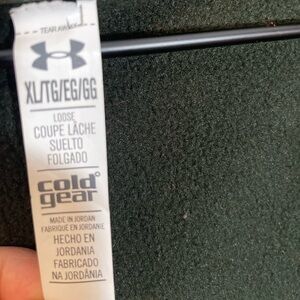 TEAR AWAY
XL/TG/EG/GG
LOOSE
COUPE LÂCHE
SUELTO
FOLGADO
cold
gear
MADE IN JORDAN
FABRIQUÉ EN JORDANIE
HECHO EN
JORDANIA
FABRICADO
NA JORDÂNIA